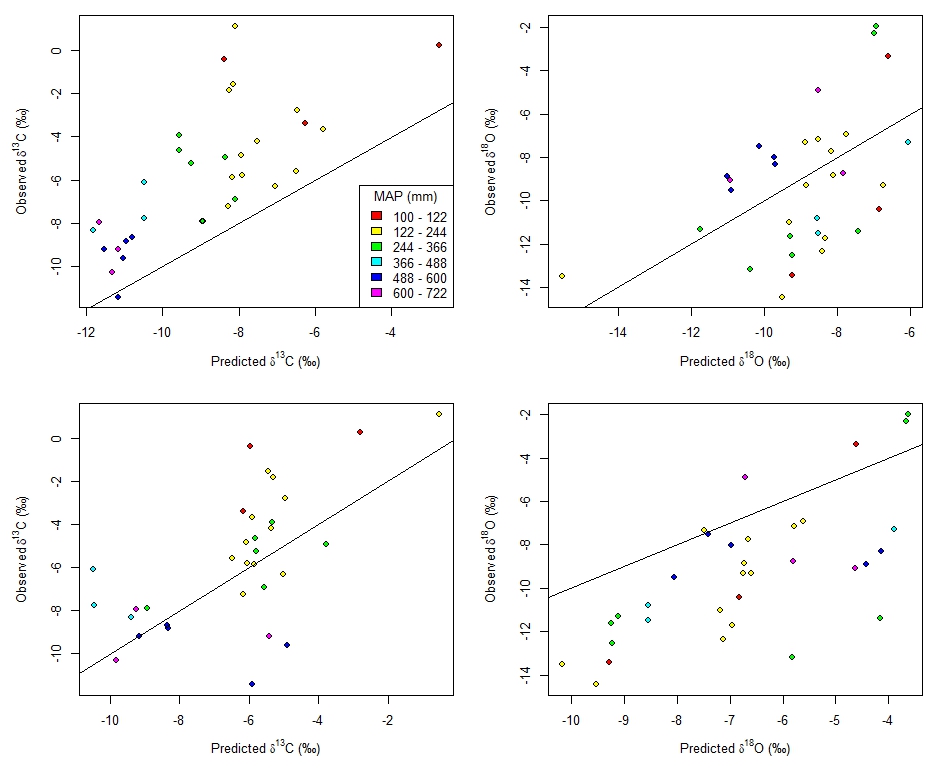 Observed δ¹³C (‰)
0
-2
-4
-6
-8
-10
MAP (mm)
100 - 122
122 - 244
244 - 366
366 - 488
488 - 600
600 - 722
-12 -10 -8 -6 -4
Predicted δ¹³C (‰)
Observed δ¹⁸O (‰)
-2
-4
-6
-8
-10
-12
-14
-14 -12 -10 -8 -6
Predicted δ¹⁸O (‰)
Observed δ¹³C (‰)
0
-2
-4
-6
-8
-10
-10 -8 -6 -4 -2
Predicted δ¹³C (‰)
Observed δ¹⁸O (‰)
-2
-4
-6
-8
-10
-12
-14
-10 -9 -8 -7 -6 -5 -4
Predicted δ¹⁸O (‰)